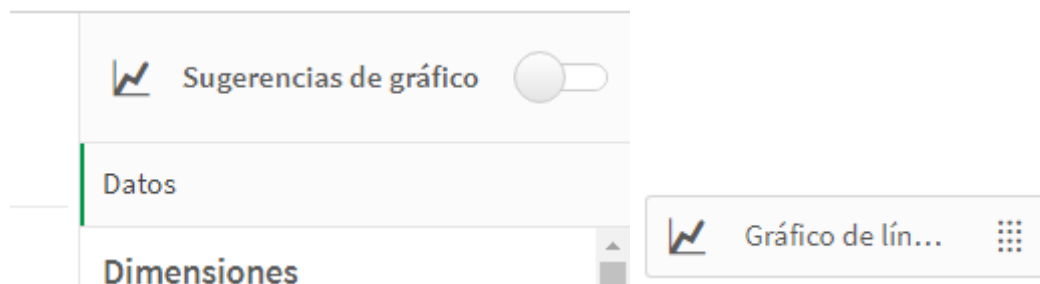 Sugerencias de gráfico
Datos
Dimensiones
Gráfico de lín...